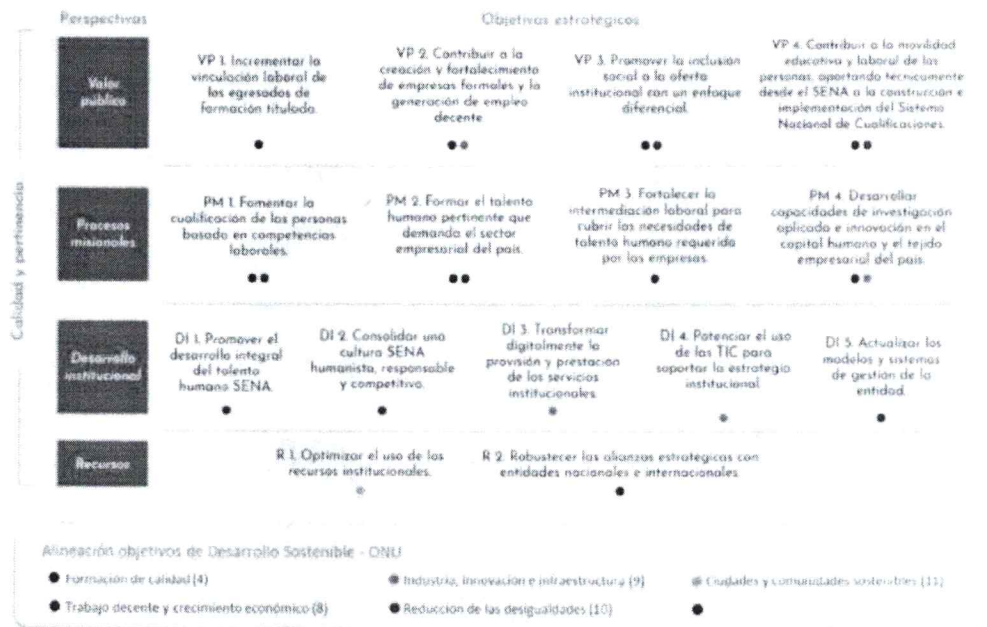 Perspectivas
Objetivos estratégicos
Calidad y pertinencia
Valor
público
VP 1. Incrementar la
vinculación laboral de
los egresados de
formación titulada.
VP 2. Contribuir a la
creación y fortalecimiento
de empresas formales y la
generación de empleo
decente
VP 3. Promover la inclusión
social a la oferta
institucional con un enfoque
diferencial.
VP 4. Contribuir a la movilidad
educativa y laboral de las
personas, aportando técnicamente
desde el SENA a la construcción e
implementación del Sistema
Nacional de Cualificaciones.
Procesos
misionales
PM 1. Fomentar la
cualificación de las personas
basado en competencias
laborales.
PM 2. Formar el talento
humano pertinente que
demanda el sector
empresarial del país.
PM 3. Fortalecer la
intermediación laboral para
cubrir las necesidades de
talento humano requerido
por las empresas.
PM 4. Desarrollar
capacidades de investigación
aplicada e innovación en el
capital humano y el tejido
empresarial del país.
Desarrollo
institucional
DI 1. Promover el
desarrollo integral
del talento
humano SENA.
DI 2. Consolidar una
cultura SENA
humanista, responsable
y competitiva.
DI 3. Transformar
digitalmente la
provisión y prestación
de los servicios
institucionales.
DI 4. Potenciar el uso
de las TIC para
soportar la estrategia
institucional.
DI 5. Actualizar los
modelos y sistemas
de gestión de la
entidad.
Recursos
R 1. Optimizar el uso de los
recursos institucionales.
R 2. Robustecer las alianzas estratégicas con
entidades nacionales e internacionales.
Alineación objetivos de Desarrollo Sostenible - ONU
Formación de calidad (4)
Industria, innovación e infraestructura (9)
Ciudades y comunidades sostenibles (11)
Trabajo decente y crecimiento económico (8)
Reducción de las desigualdades (10)